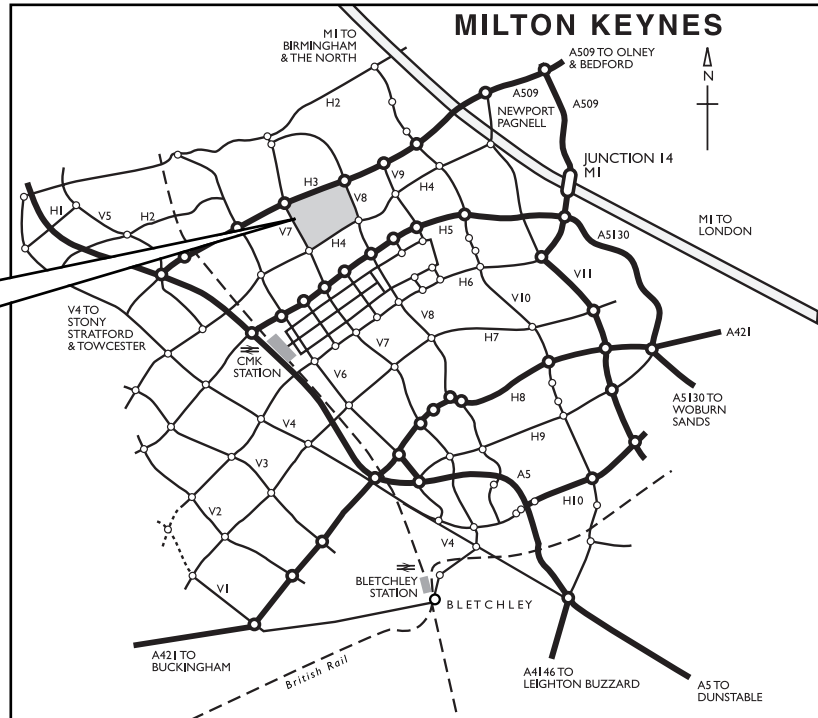 MILTON KEYNES
M1 TO
BIRMINGHAM
& THE NORTH
A509 TO OLNEY
& BEDFORD
N
A509
A509
H2
NEWPORT
PAGNELL
JUNCTION 14
M1
H3
V9
V8
H4
H1
V5
H2
V7
H4
H5
M1 TO
LONDON
A5130
H6
V11
V10
V4 TO
STONY
STRATFORD
& TOWCESTER
V8
H7
A421
CMK
STATION
V7
V6
H8
A5130 TO
WOBURN
SANDS
V4
H9
V3
A5
H10
V2
V4
V1
BLETCHLEY
STATION
BLETCHLEY
A421 TO
BUCKINGHAM
British Rail
A4146 TO
LEIGHTON BUZZARD
A5 TO
DUNSTABLE